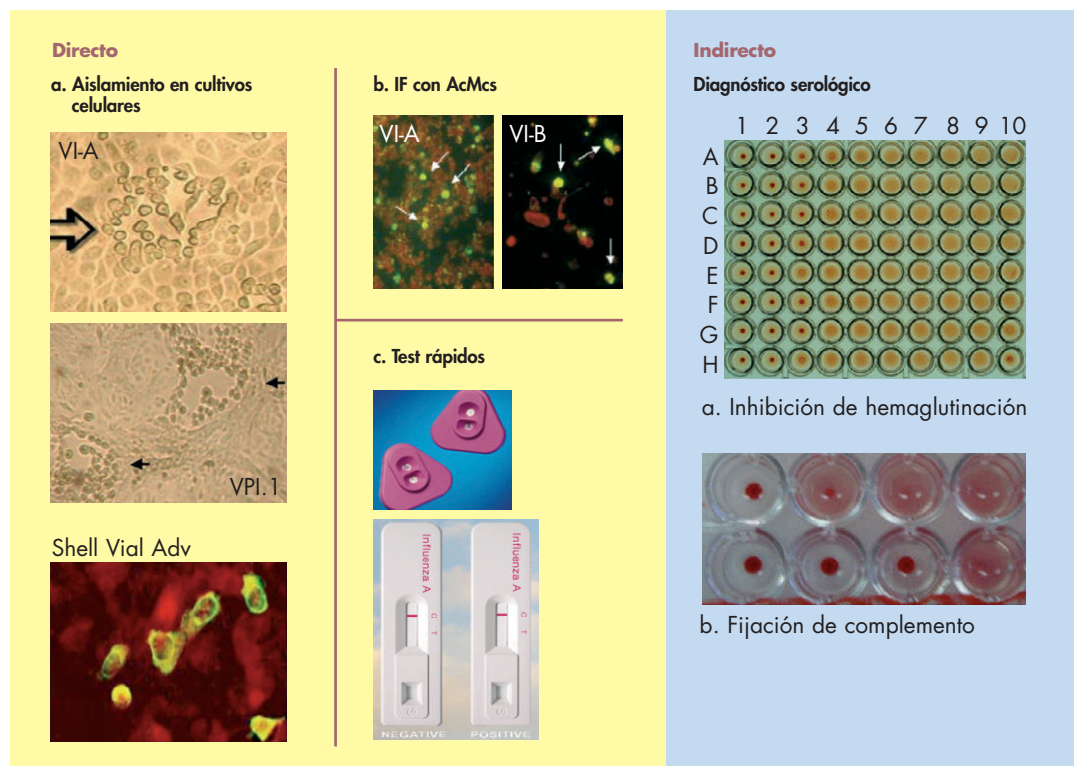 Directo
a. Aislamiento en cultivos
celulares
VI-A
VPI.1
Shell Vial Adv
b. IF con AcMcs
VI-A
VI-B
c. Test rápidos
Influenza A
C T
S
NEGATIVE
Influenza A
C T
S
POSITIVE
Indirecto
Diagnóstico serológico
1 2 3 4 5 6 7 8 9 10
A
B
C
D
E
F
G
H
a. Inhibición de hemaglutinación
b. Fijación de complemento